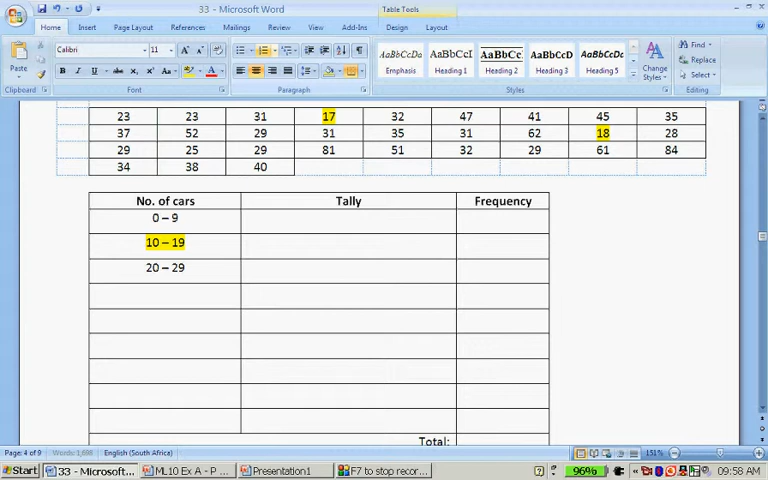 33 - Microsoft Word
Table Tools
Home Insert Page Layout References Mailings Review View Add-Ins Design Layout
Calibri 11
Paste
AaBbCcDc AaBbCcI AaBbCc AaBbCcD AaBbCcDc
Emphasis Heading 1 Heading 2 Heading 3 Heading 5
Change Styles
Find
Replace
Select
Clipboard Font Paragraph Styles Editing
23 23 31 17 32 47 41 45 35
37 52 29 31 35 31 62 18 28
29 25 29 81 51 32 29 61 84
34 38 40
No. of cars Tally Frequency
0 – 9
10 – 19
20 – 29
Total:
Page: 4 of 9 Words: 1,698 English (South Africa) 151%
Start 33 - Microsoft... ML10 Ex A - P ... Presentation1 F7 to stop recor... 96% 09:58 AM